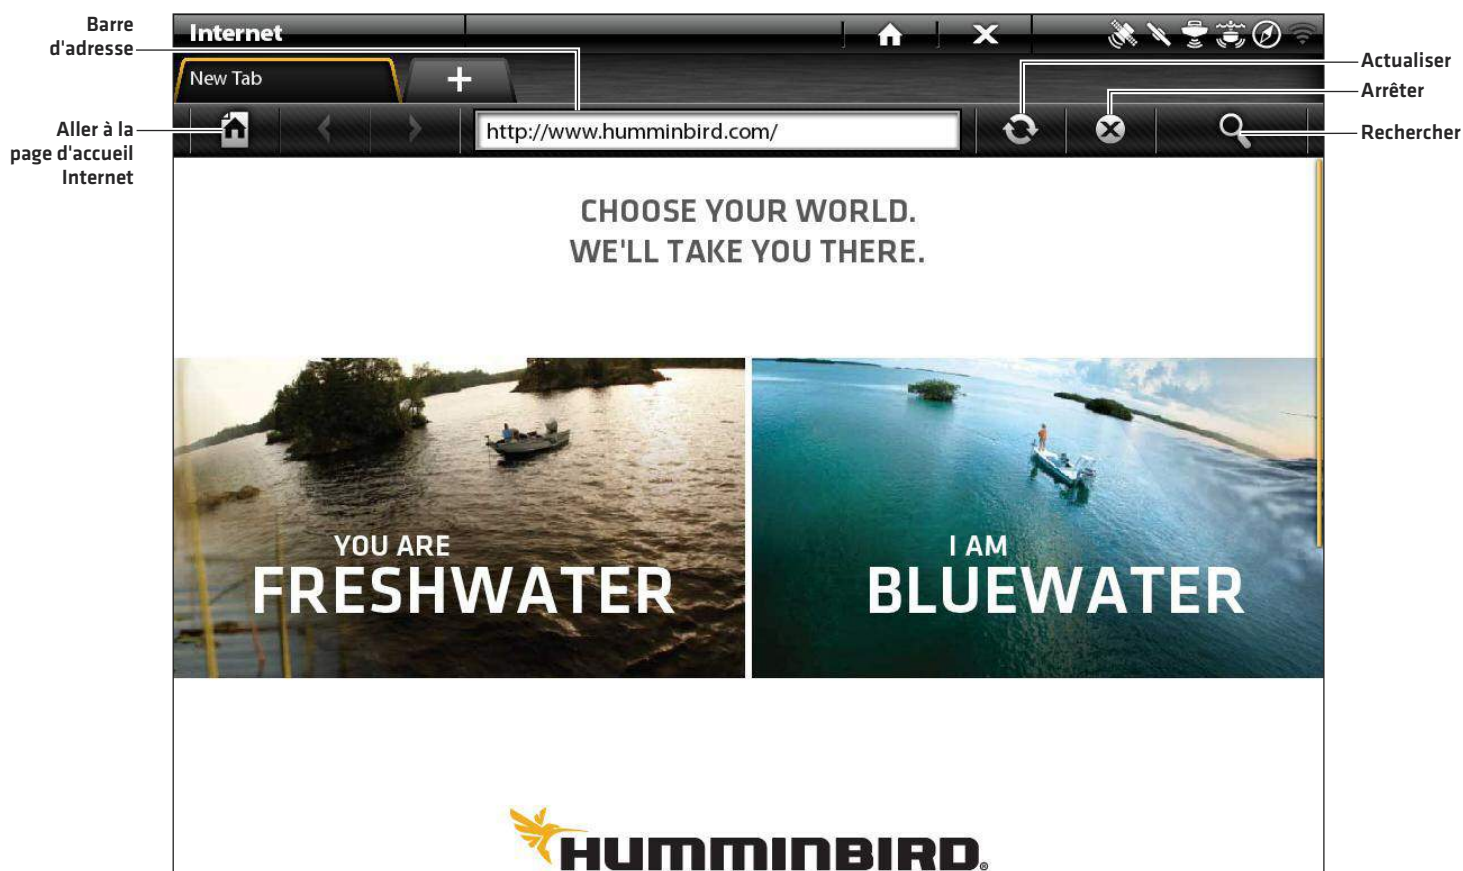 Barre
d'adresse
Aller à la
page d'accueil
Internet
Internet
New Tab
http://www.humminbird.com/
Actualiser
Arrêter
Rechercher
CHOOSE YOUR WORLD.
WE'LL TAKE YOU THERE.
YOU ARE
FRESHWATER
I AM
BLUEWATER
HUMMINBIRD®